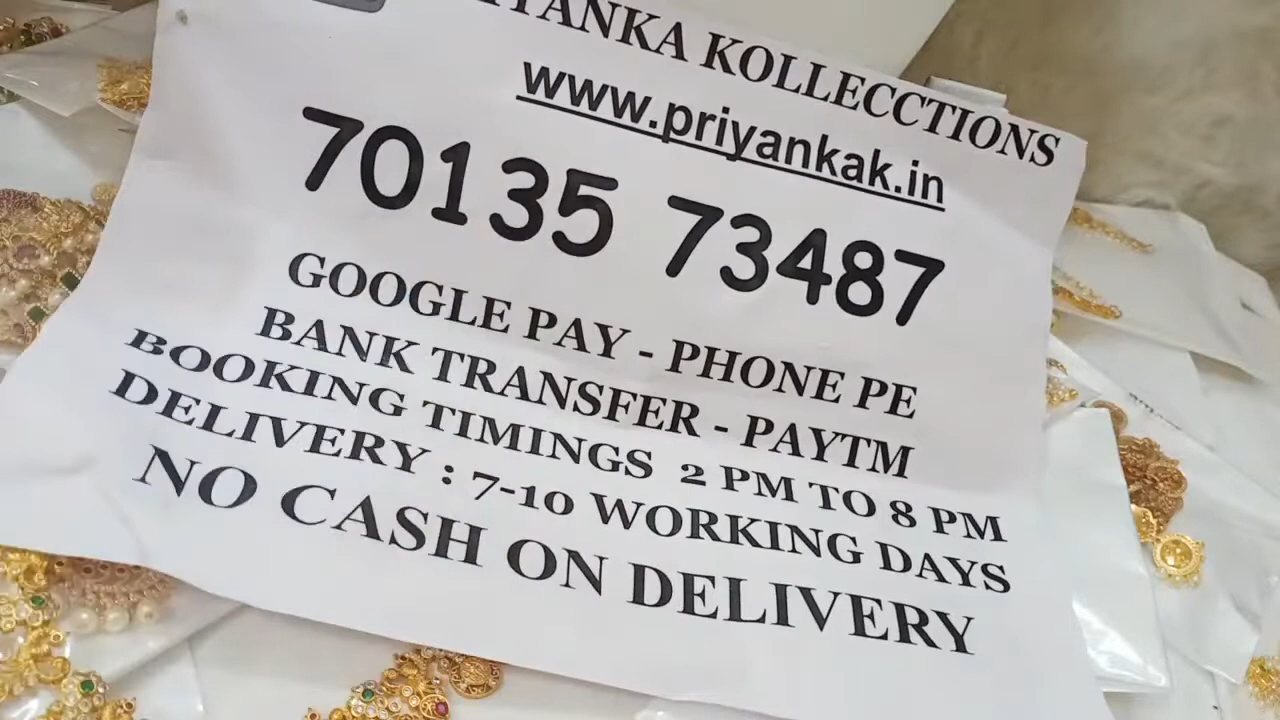 IYANKA KOLLECCTIONS
www.priyankak.in
70135 73487
GOOGLE PAY - PHONE PE
BANK TRANSFER - PAYTM
BOOKING TIMINGS 2 PM TO 8 PM
DELIVERY : 7-10 WORKING DAYS
NO CASH ON DELIVERY